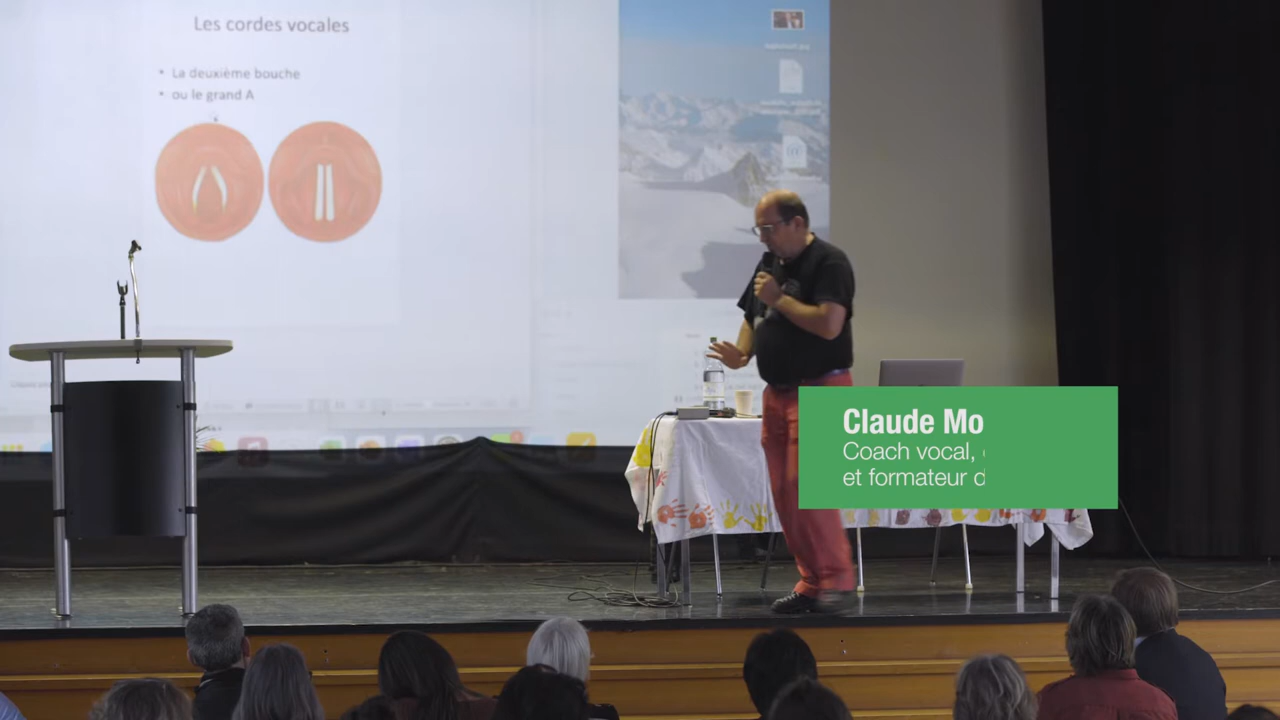 Les cordes vocales
• La deuxième bouche
• ou le grand A
Claude Mo
Coach vocal,
et formateur d